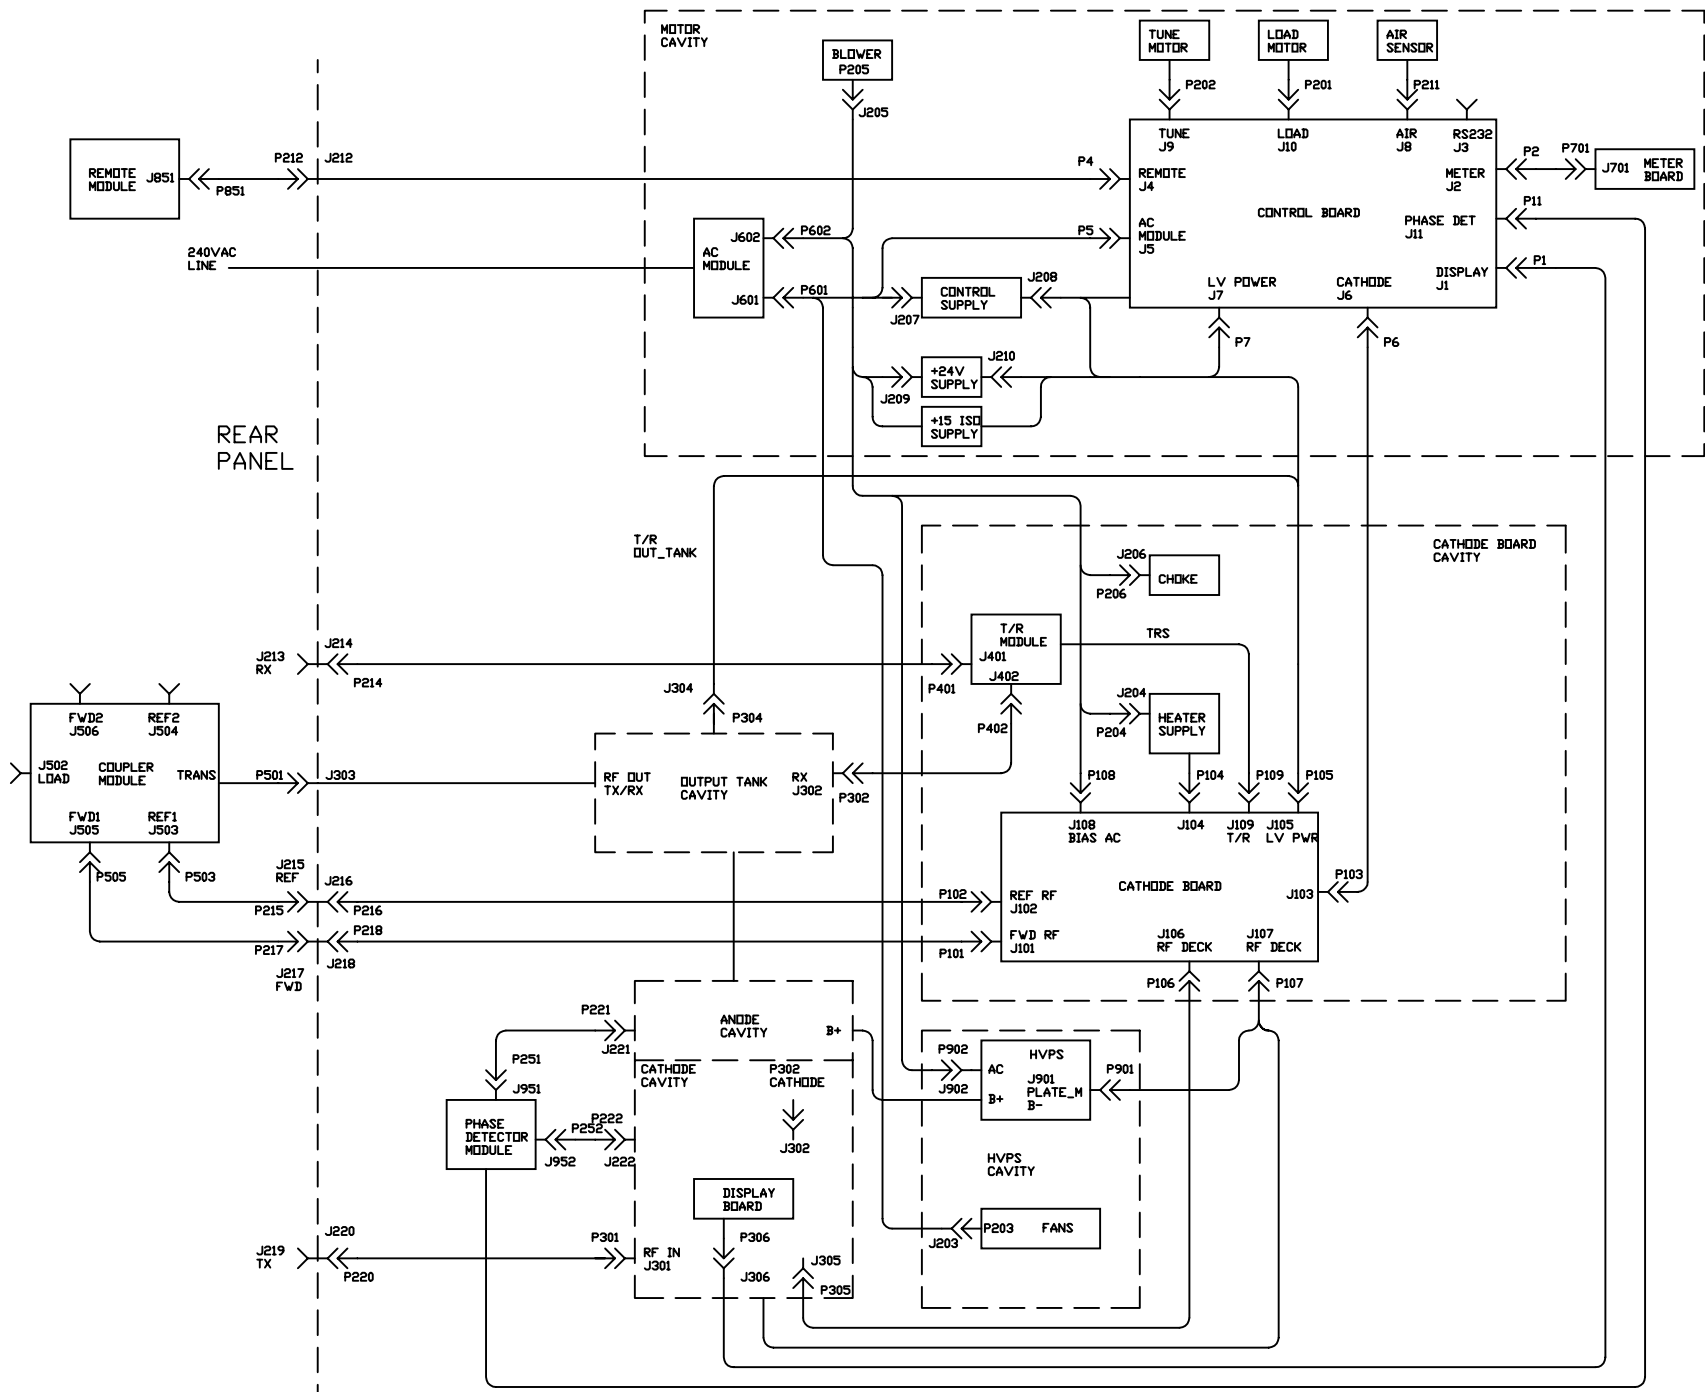 MOTOR
CAVITY
BLOWER
P205
J205
TUNE
MOTOR
P202
LOAD
MOTOR
P201
AIR
SENSOR
P211
TUNE
J9
LOAD
J10
AIR
J8
RS232
J3
REMOTE
MODULE
J851
P851
P212
J212
P4
REMOTE
J4
METER
J2
P2
P701
J701
METER
BOARD
CONTROL BOARD
PHASE DET
J11
P11
240VAC
LINE
AC
MODULE
J602
J601
P602
P601
P5
AC
MODULE
J5
DISPLAY
J1
P1
LV POWER
J7
CATHODE
J6
J207
CONTROL
SUPPLY
J208
P7
P6
J209
+24V
SUPPLY
J210
+15 ISO
SUPPLY
REAR
PANEL
T/R
OUT_TANK
CATHODE BOARD
CAVITY
J206
P206
CHOKE
T/R
MODULE
J401
J402
TRS
J213
RX
J214
P214
P401
P402
J304
P304
J204
P204
HEATER
SUPPLY
FWD2
J506
REF2
J504
J502
LOAD
COUPLER
MODULE
TRANS
FWD1
J505
REF1
J503
P501
J303
RF OUT
TX/RX
OUTPUT TANK
CAVITY
RX
J302
P302
P108
P104
P109
P105
J108
BIAS AC
J104
J109
T/R
J105
LV PWR
P505
P503
J215
REF
J216
P215
P216
P102
REF RF
J102
CATHODE BOARD
J103
P103
P217
P218
J218
J217
FWD
P101
FWD RF
J101
J106
RF DECK
J107
RF DECK
P106
P107
P221
J221
ANODE
CAVITY
B+
P251
J951
CATHODE
CAVITY
P302
CATHODE
J302
PHASE
DETECTOR
MODULE
J952
P252
P222
J222
P902
J902
HVPS
AC
J901
PLATE_M
B-
B+
P901
HVPS
CAVITY
DISPLAY
BOARD
P306
J306
J305
P305
J203
P203
FANS
J219
TX
J220
P220
P301
RF IN
J301